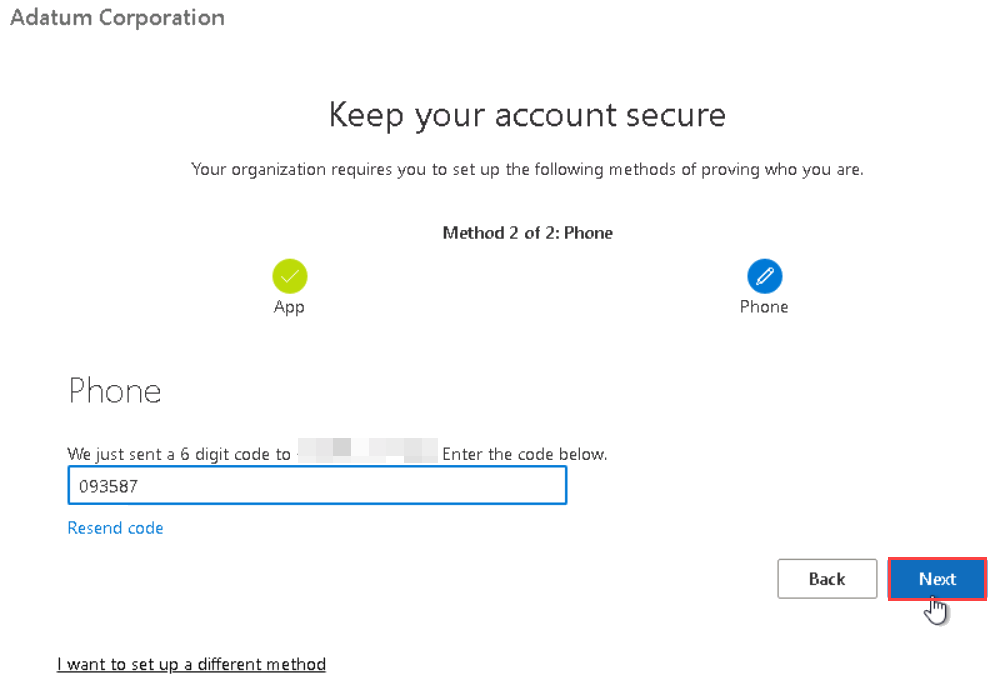 Adatum Corporation
Keep your account secure
Your organization requires you to set up the following methods of proving who you are.
Method 2 of 2: Phone
App
Phone
Phone
We just sent a 6 digit code to Enter the code below.
093587
Resend code
Back
Next
I want to set up a different method